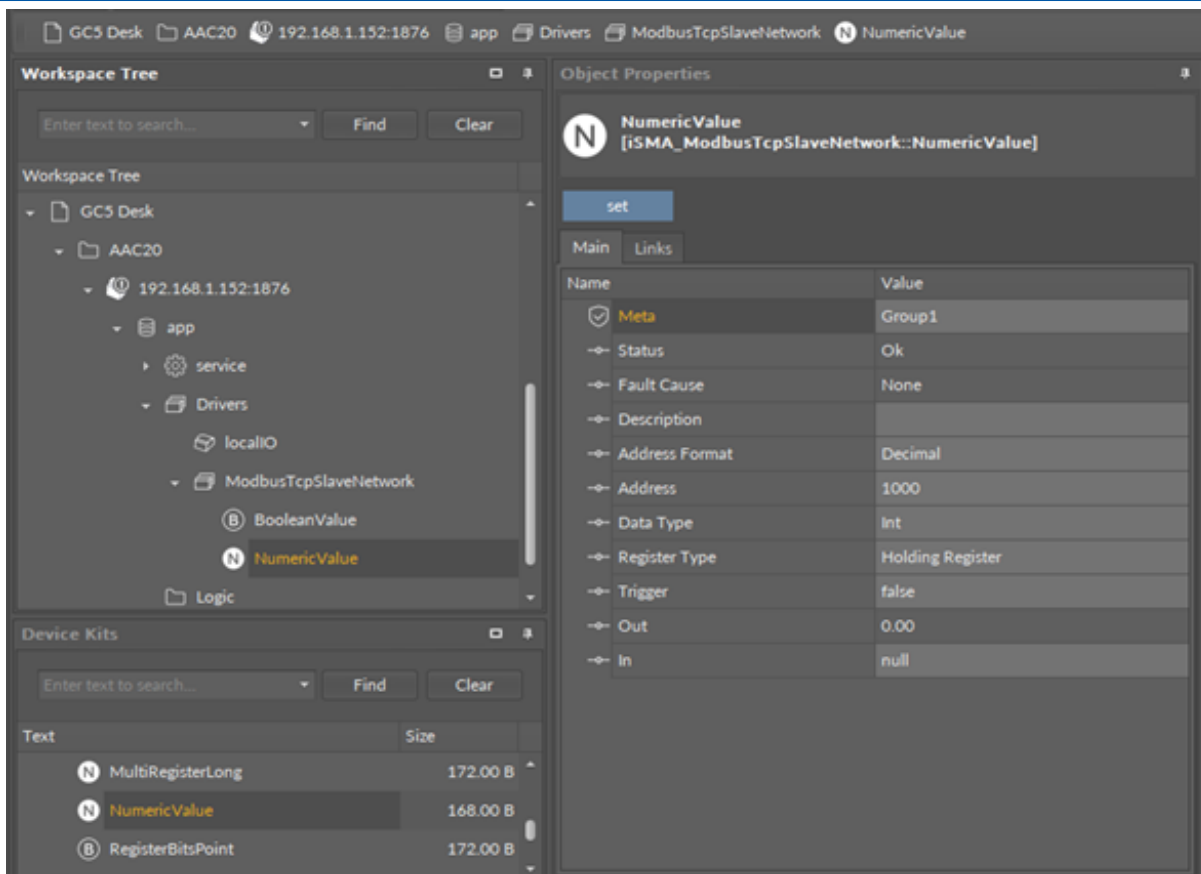 GC5 Desk AAC20 192.168.1.152:1876 app Drivers ModbusTcpSlaveNetwork N NumericValue
Workspace Tree
Enter text to search... Find Clear
Workspace Tree
GC5 Desk
AAC20
192.168.1.152:1876
app
service
Drivers
localIO
ModbusTcpSlaveNetwork
B BooleanValue
N NumericValue
Logic
Device Kits
Enter text to search... Find Clear
Text Size
N MultiRegisterLong 172.00 B
N NumericValue 168.00 B
B RegisterBitsPoint 172.00 B
Object Properties
N NumericValue
[iSMA_ModbusTcpSlaveNetwork::NumericValue]
set
Main Links
Name Value
Meta Group1
Status Ok
Fault Cause None
Description
Address Format Decimal
Address 1000
Data Type Int
Register Type Holding Register
Trigger false
Out 0.00
In null